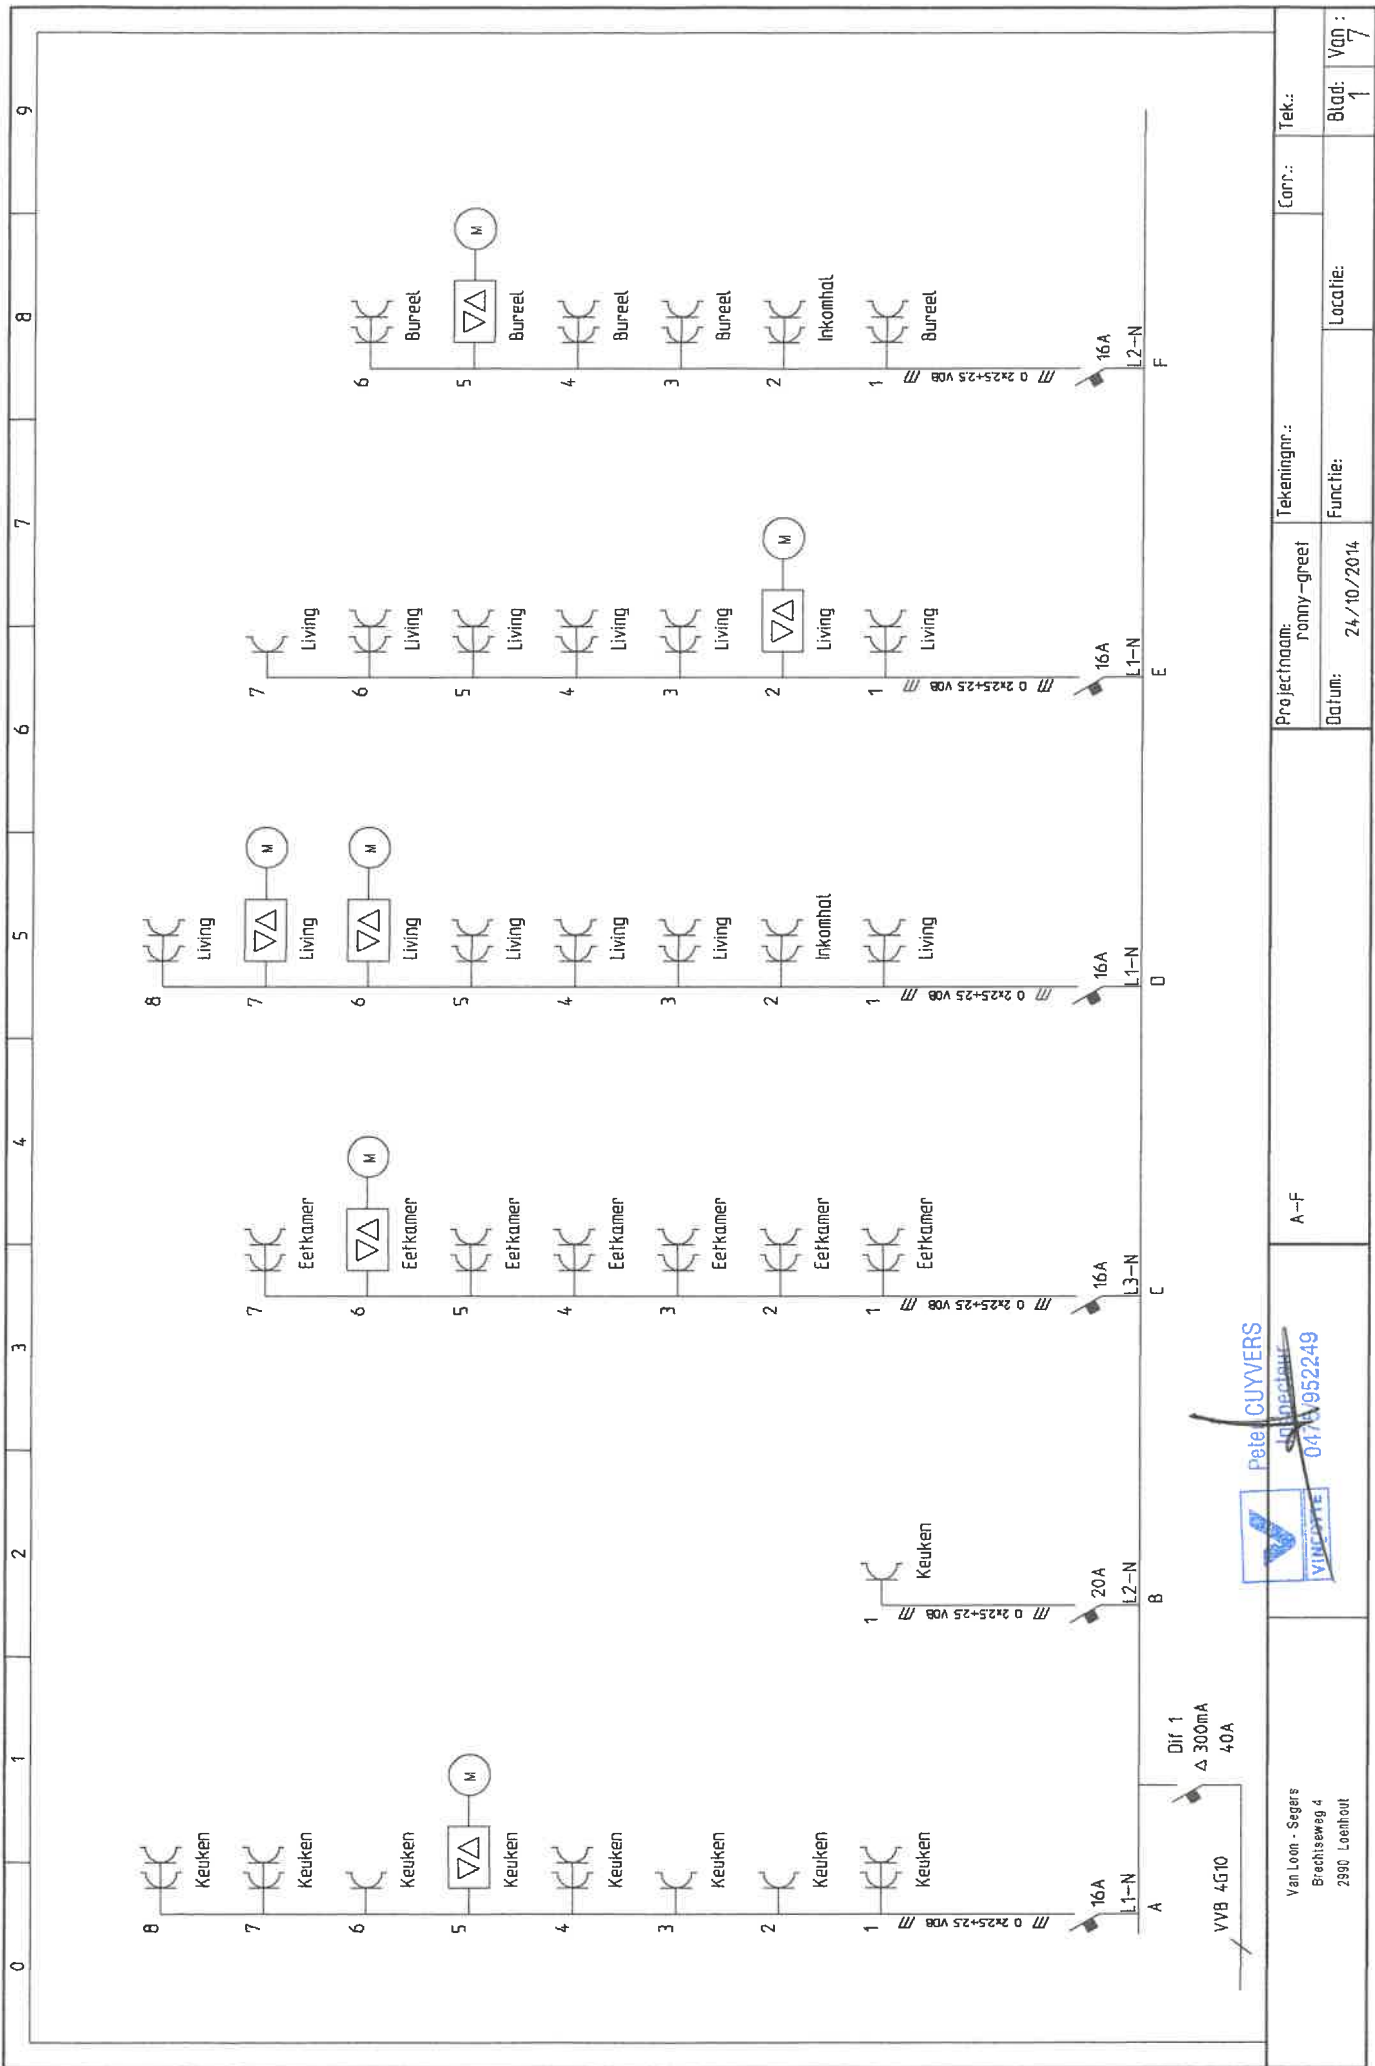 0 1 2 3 4 5 6 7 8 9
8 Keuken
7 Keuken
6 Keuken
5 M Keuken
4 Keuken
3 Keuken
2 Keuken
1 Keuken
O 2x2.5+2.5 VOB
16A
L1-N
A
1 Keuken
O 2x2.5+2.5 VOB
20A
L2-N
B
7 Eetkamer
6 M Eetkamer
5 Eetkamer
4 Eetkamer
3 Eetkamer
2 Eetkamer
1 Eetkamer
O 2x2.5+2.5 VOB
16A
L3-N
C
8 Living
7 M Living
6 M Living
5 Living
4 Living
3 Living
2 Inkomhal
1 Living
O 2x2.5+2.5 VOB
16A
L1-N
D
7 Living
6 Living
5 Living
4 Living
3 Living
2 M Living
1 Living
O 2x2.5+2.5 VOB
16A
L1-N
E
6 Bureel
5 M Bureel
4 Bureel
3 Bureel
2 Inkomhal
1 Bureel
O 2x2.5+2.5 VOB
16A
L2-N
F
Dif 1
Δ 300mA
40A
VVB 4G10
Peter CUYVERS
Inspecteur
0475/952249
VINÇOTTE
Van Loon - Segers
Brechtseweg 4
2990 Loenhout
A-F
Projectnaam:
ronny-greet
Datum:
24/10/2014
Tekeningnr.:
Functie:
Corr.:
Locatie:
Tek.:
Blad:
1
Van :
7